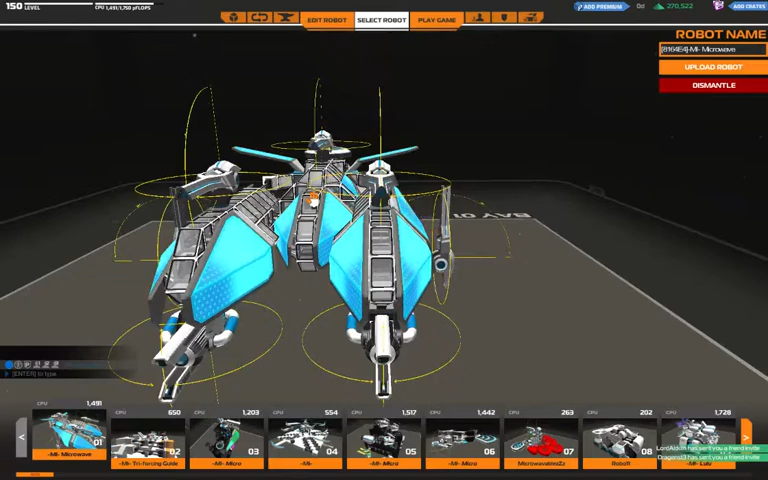 150 LEVEL
CPU 1,491/1,750 pFLOPS
EDIT ROBOT
SELECT ROBOT
PLAY GAME
ADD PREMIUM
0d
270,522
ADD CRATES
ROBOT NAME
[8164E4]-MI- Microwave
UPLOAD ROBOT
DISMANTLE
BAY 01
[ENTER] to type
CPU 1,491
01
-MI- Microwave
CPU 650
02
-MI- Tri-forcing Guide
CPU 1,203
03
-MI- Micro
CPU 554
04
-MI-
CPU 1,517
05
-MI- Micro
CPU 1,442
06
-MI- Micro
CPU 263
07
MicrowavablesZz
CPU 202
08
Robo11
CPU 1,728
-MI- Lulu
<
>
has sent you a friend invite
has sent you a friend invite